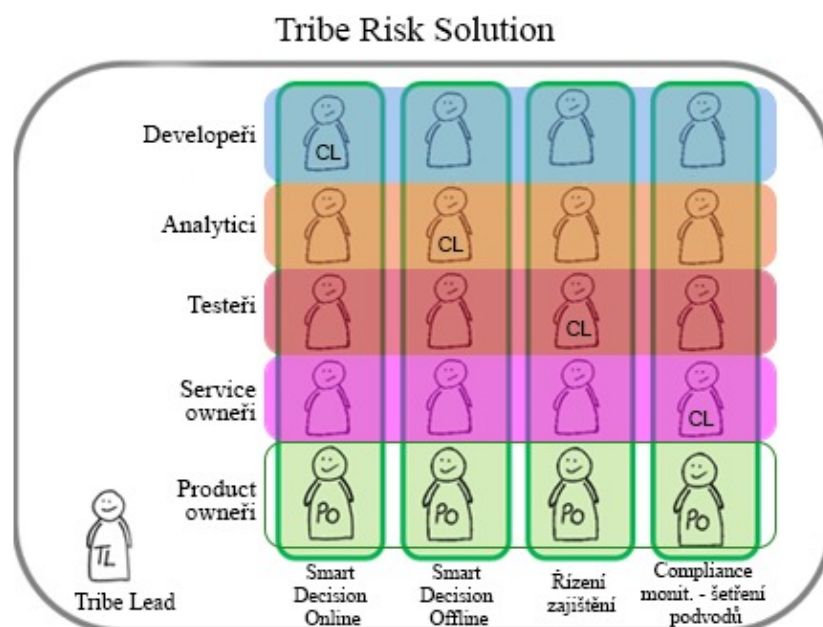 Tribe Risk Solution
Developeři
CL
Analytici
CL
Testeři
CL
Service
owneři
CL
Product
owneři
PO
PO
PO
PO
TL
Tribe Lead
Smart
Decision
Online
Smart
Decision
Offline
Řízení
zajištění
Compliance
monit. - šetření
podvodů